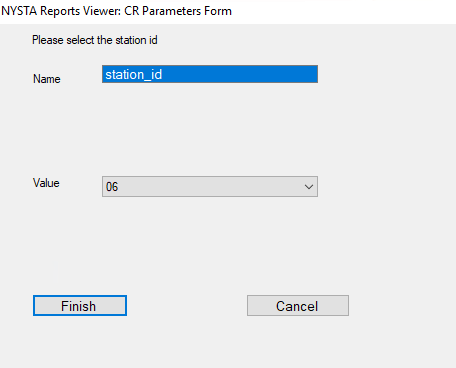 NYSTA Reports Viewer: CR Parameters Form
Please select the station id
Name
station_id
Value
06
Finish
Cancel